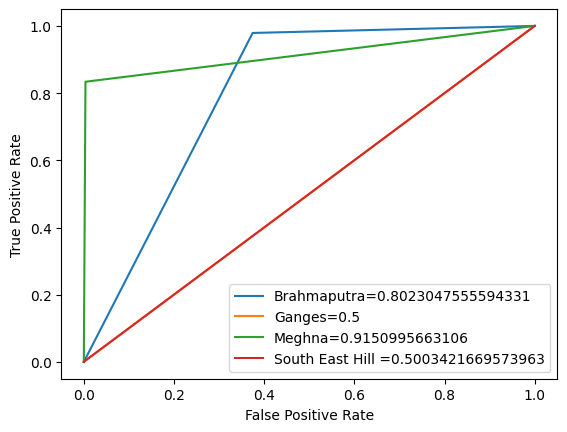 1.0
0.8
0.6
0.4
0.2
0.0
True Positive Rate
Brahmaputra=0.8023047555594331
Ganges=0.5
Meghna=0.9150995663106
South East Hill =0.5003421669573963
0.0 0.2 0.4 0.6 0.8 1.0
False Positive Rate